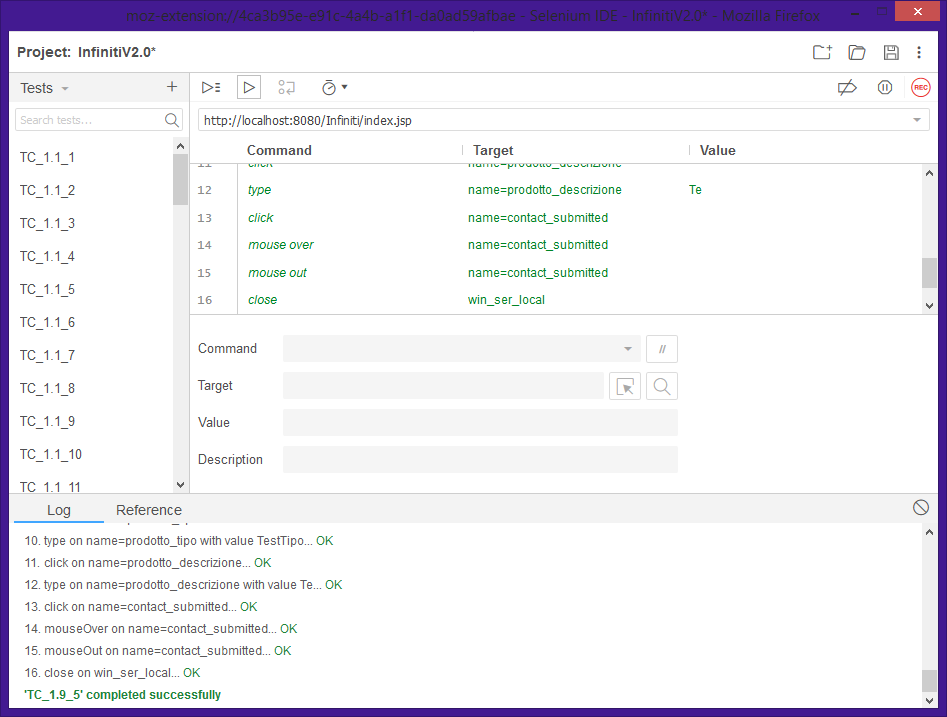 moz-extension://4ca3b95e-e91c-4a4b-a1f1-da0ad59afbae - Selenium IDE - InfinitiV2.0* - Mozilla Firefox
Project: InfinitiV2.0*
Tests
http://localhost:8080/Infiniti/index.jsp
REC
Search tests...
Command Target Value
11 click name=prodotto_descrizione
12 type name=prodotto_descrizione Te
13 click name=contact_submitted
14 mouse over name=contact_submitted
15 mouse out name=contact_submitted
16 close win_ser_local
TC_1.1_1
TC_1.1_2
TC_1.1_3
TC_1.1_4
TC_1.1_5
TC_1.1_6
TC_1.1_7
TC_1.1_8
TC_1.1_9
TC_1.1_10
TC_1.1_11
Command //
Target
Value
Description
Log Reference
10. type on name=prodotto_tipo with value TestTipo... OK
11. click on name=prodotto_descrizione... OK
12. type on name=prodotto_descrizione with value Te... OK
13. click on name=contact_submitted... OK
14. mouseOver on name=contact_submitted... OK
15. mouseOut on name=contact_submitted... OK
16. close on win_ser_local... OK
'TC_1.9_5' completed successfully